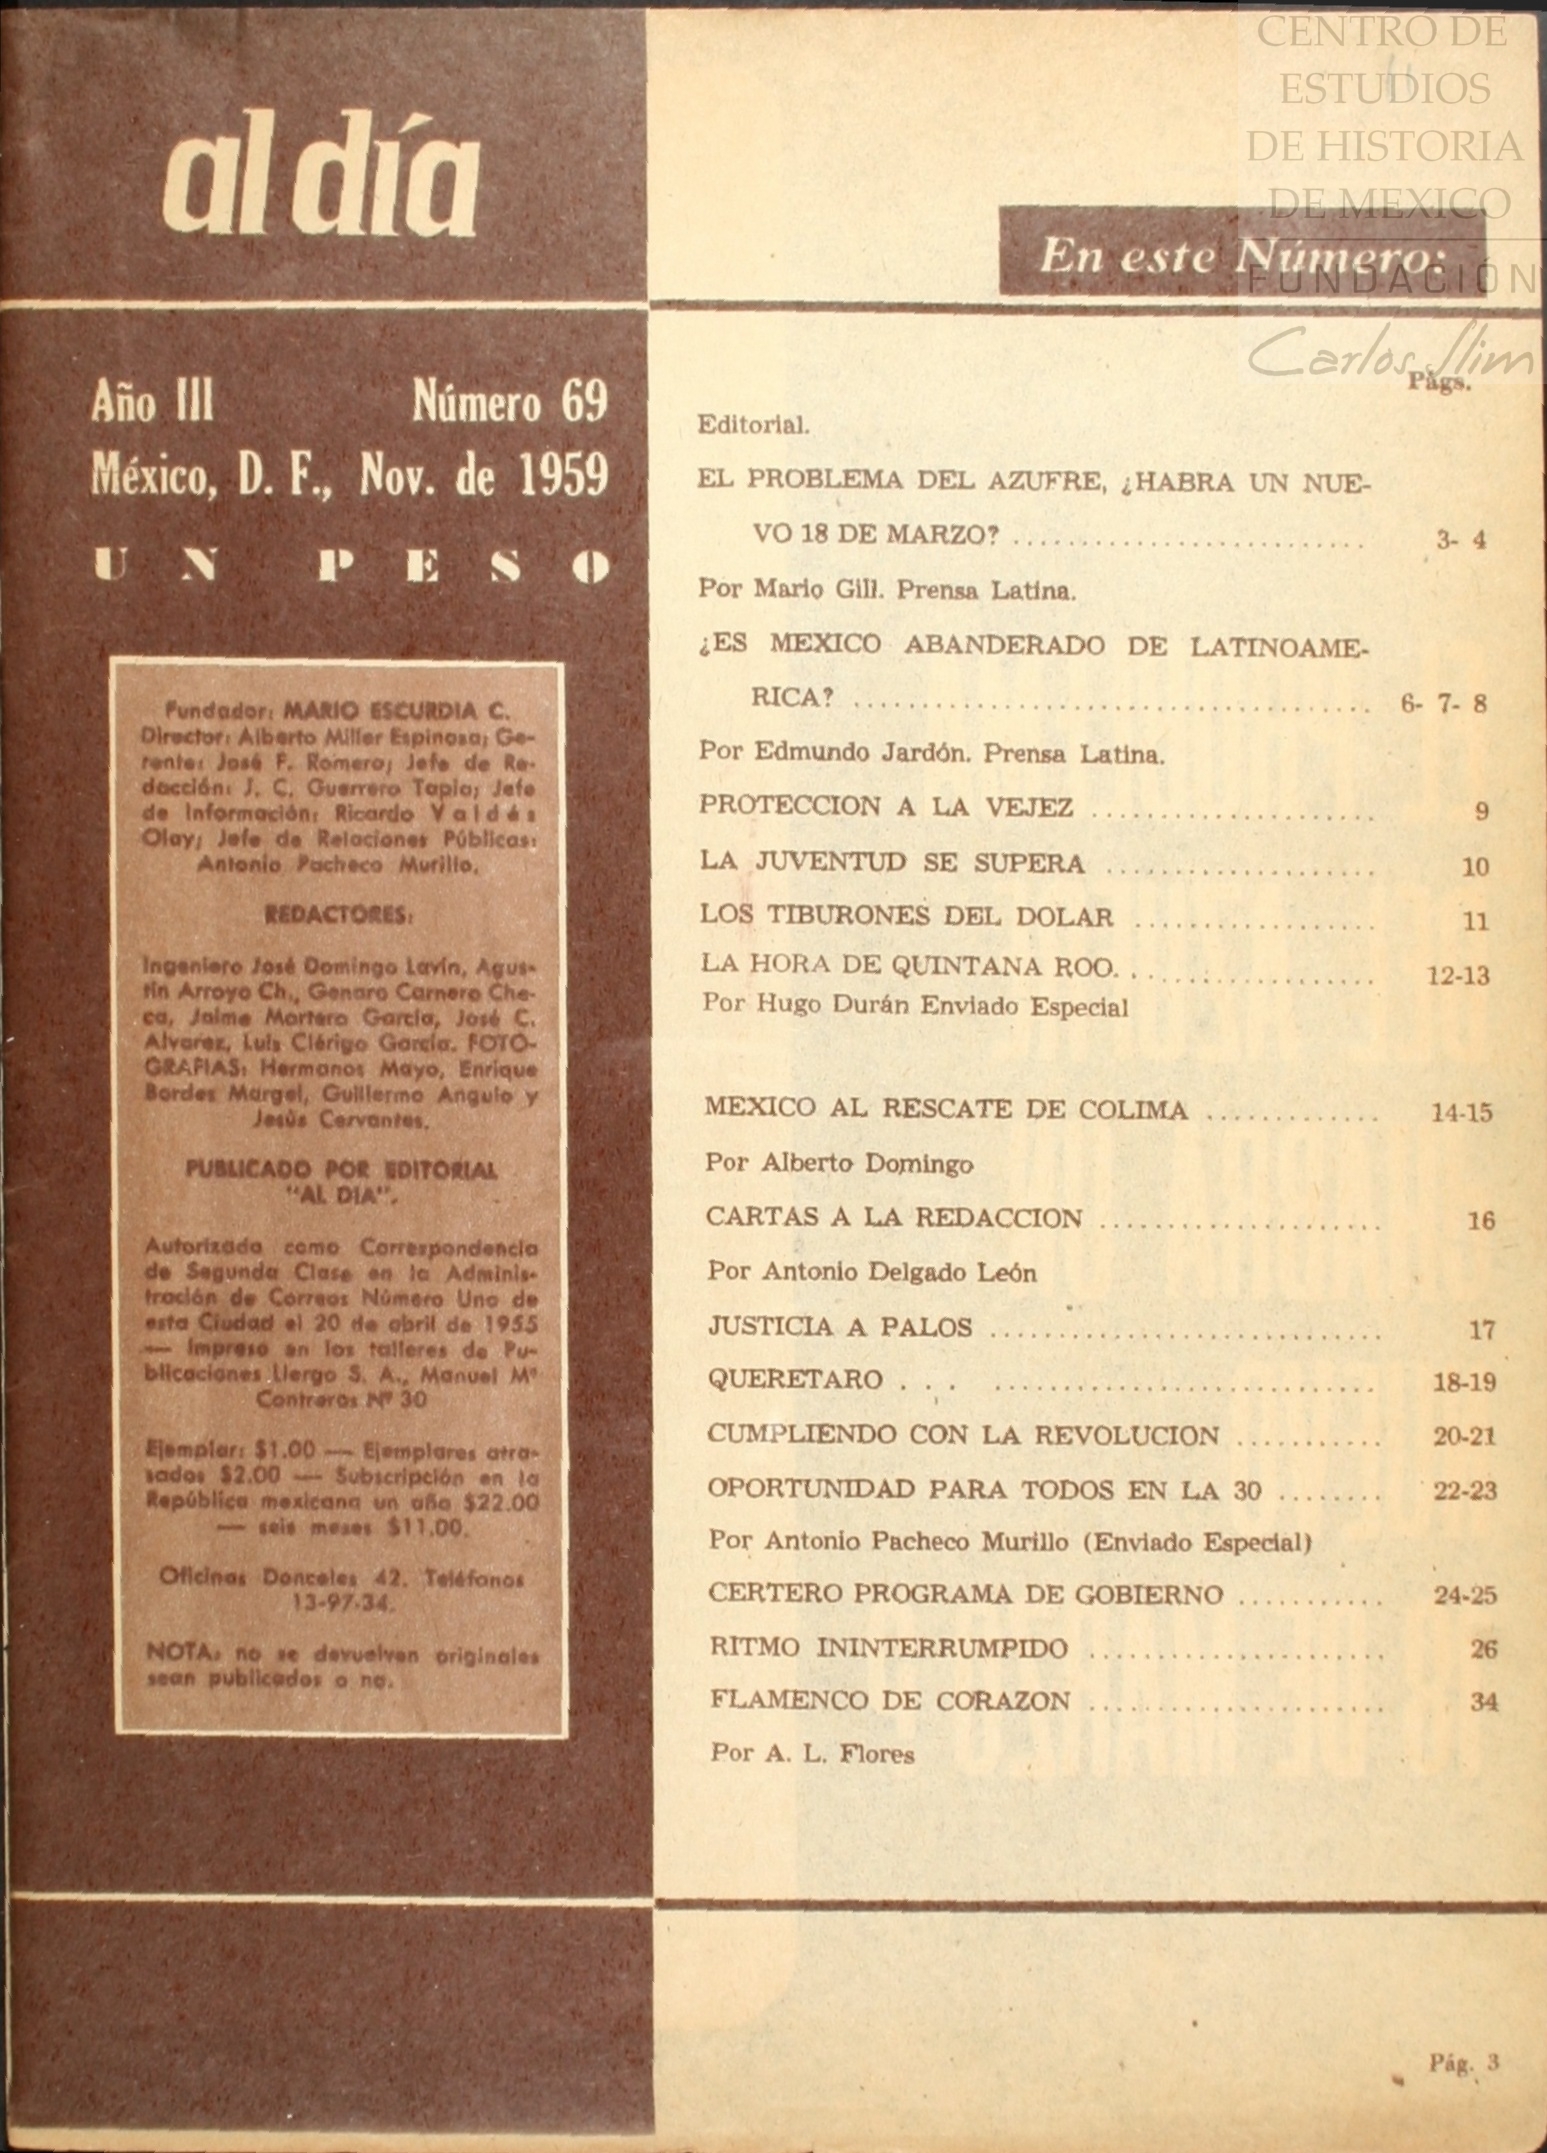 al día
Año III Número 69
México, D. F., Nov. de 1959
UN PESO
Fundador: MARIO ESCURDIA C.
Director: Alberto Miller Espinosa; Ge-
rente: José F. Romero; Jefe de Re-
dacción: J. C. Guerrero Tapia; Jefe
de Información: Ricardo Valdés
Olay; Jefe de Relaciones Públicas:
Antonio Pacheco Murillo.
REDACTORES:
Ingeniero José Domingo Lavín, Agus-
tín Arroyo Ch., Genaro Carnero Che-
ca, Jaime Mortera García, José C.
Alvarez, Luis Clérigo García. FOTO-
GRAFIAS: Hermanos Mayo, Enrique
Bordes Margel, Guillermo Angulo y
Jesús Cervantes.
PUBLICADO POR EDITORIAL
"AL DIA".
Autorizada como Correspondencia
de Segunda Clase en la Adminis-
tración de Correos Número Uno de
esta Ciudad el 20 de abril de 1955
— Impreso en los talleres de Pu-
blicaciones Llergo S. A., Manuel Mª
Contreras Nº 30
Ejemplar: $1.00 — Ejemplares atra-
sados $2.00 — Subscripción en la
República mexicana un año $22.00
— seis meses $11.00.
Oficinas Donceles 42. Teléfonos
13-97-34.
NOTA: no se devuelven originales
sean publicados o no.
CENTRO DE
ESTUDIOS
DE HISTORIA
DE MEXICO
FUNDACIÓN
Carlos Slim
En este Número:
Págs.
Editorial.
EL PROBLEMA DEL AZUFRE, ¿HABRA UN NUE-
VO 18 DE MARZO? .......................... 3- 4
Por Mario Gill. Prensa Latina.
¿ES MEXICO ABANDERADO DE LATINOAME-
RICA? ...................................... 6- 7- 8
Por Edmundo Jardón. Prensa Latina.
PROTECCION A LA VEJEZ ..................... 9
LA JUVENTUD SE SUPERA .................... 10
LOS TIBURONES DEL DOLAR .................. 11
LA HORA DE QUINTANA ROO. .................. 12-13
Por Hugo Durán Enviado Especial
MEXICO AL RESCATE DE COLIMA ............. 14-15
Por Alberto Domingo
CARTAS A LA REDACCION ..................... 16
Por Antonio Delgado León
JUSTICIA A PALOS ............................. 17
QUERETARO . . . ............................ 18-19
CUMPLIENDO CON LA REVOLUCION ........... 20-21
OPORTUNIDAD PARA TODOS EN LA 30 ........ 22-23
Por Antonio Pacheco Murillo (Enviado Especial)
CERTERO PROGRAMA DE GOBIERNO ........... 24-25
RITMO ININTERRUMPIDO ...................... 26
FLAMENCO DE CORAZON ...................... 34
Por A. L. Flores
Pág. 3